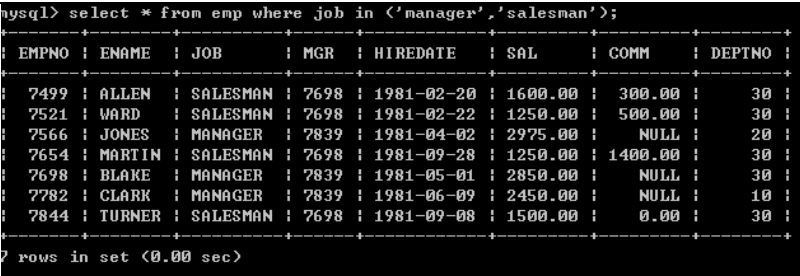 mysql> select * from emp where job in ('manager','salesman');
+-------+--------+----------+------+------------+---------+---------+--------+
| EMPNO | ENAME | JOB | MGR | HIREDATE | SAL | COMM | DEPTNO |
+-------+--------+----------+------+------------+---------+---------+--------+
| 7499 | ALLEN | SALESMAN | 7698 | 1981-02-20 | 1600.00 | 300.00 | 30 |
| 7521 | WARD | SALESMAN | 7698 | 1981-02-22 | 1250.00 | 500.00 | 30 |
| 7566 | JONES | MANAGER | 7839 | 1981-04-02 | 2975.00 | NULL | 20 |
| 7654 | MARTIN | SALESMAN | 7698 | 1981-09-28 | 1250.00 | 1400.00 | 30 |
| 7698 | BLAKE | MANAGER | 7839 | 1981-05-01 | 2850.00 | NULL | 30 |
| 7782 | CLARK | MANAGER | 7839 | 1981-06-09 | 2450.00 | NULL | 10 |
| 7844 | TURNER | SALESMAN | 7698 | 1981-09-08 | 1500.00 | 0.00 | 30 |
+-------+--------+----------+------+------------+---------+---------+--------+
7 rows in set (0.00 sec)